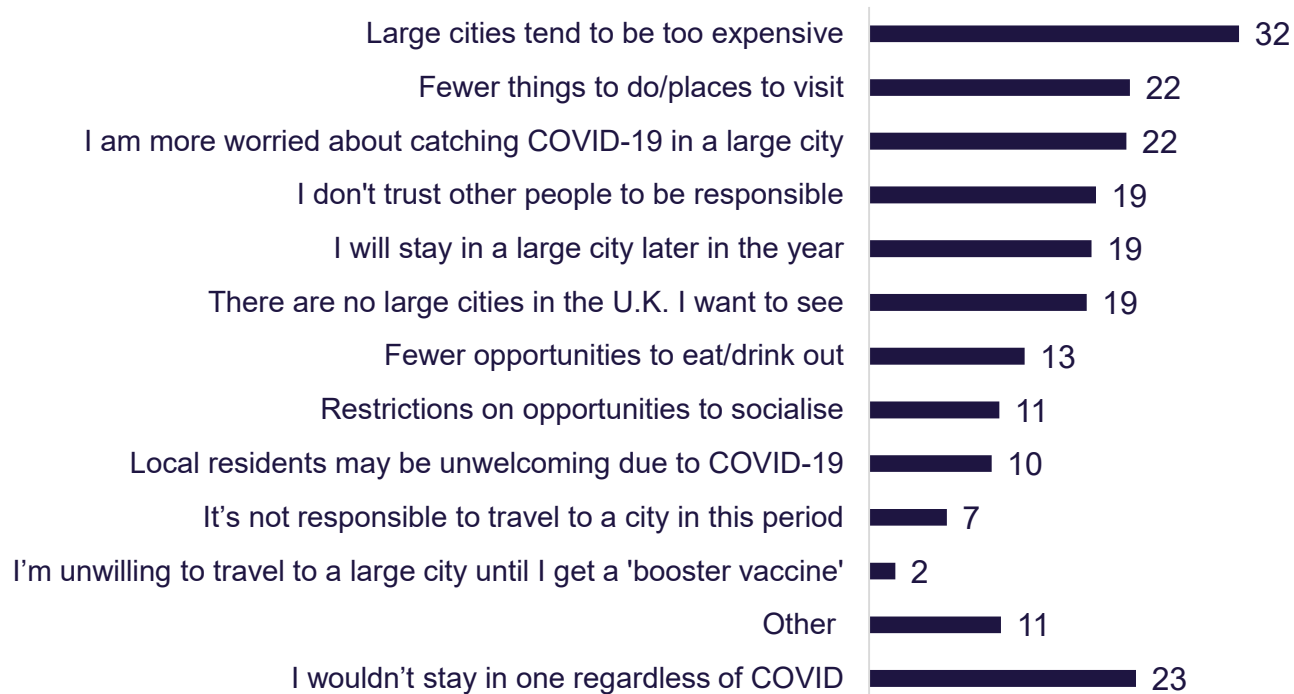 Large cities tend to be too expensive 32
Fewer things to do/places to visit 22
I am more worried about catching COVID-19 in a large city 22
I don't trust other people to be responsible 19
I will stay in a large city later in the year 19
There are no large cities in the U.K. I want to see 19
Fewer opportunities to eat/drink out 13
Restrictions on opportunities to socialise 11
Local residents may be unwelcoming due to COVID-19 10
It’s not responsible to travel to a city in this period 7
I’m unwilling to travel to a large city until I get a 'booster vaccine' 2
Other 11
I wouldn’t stay in one regardless of COVID 23